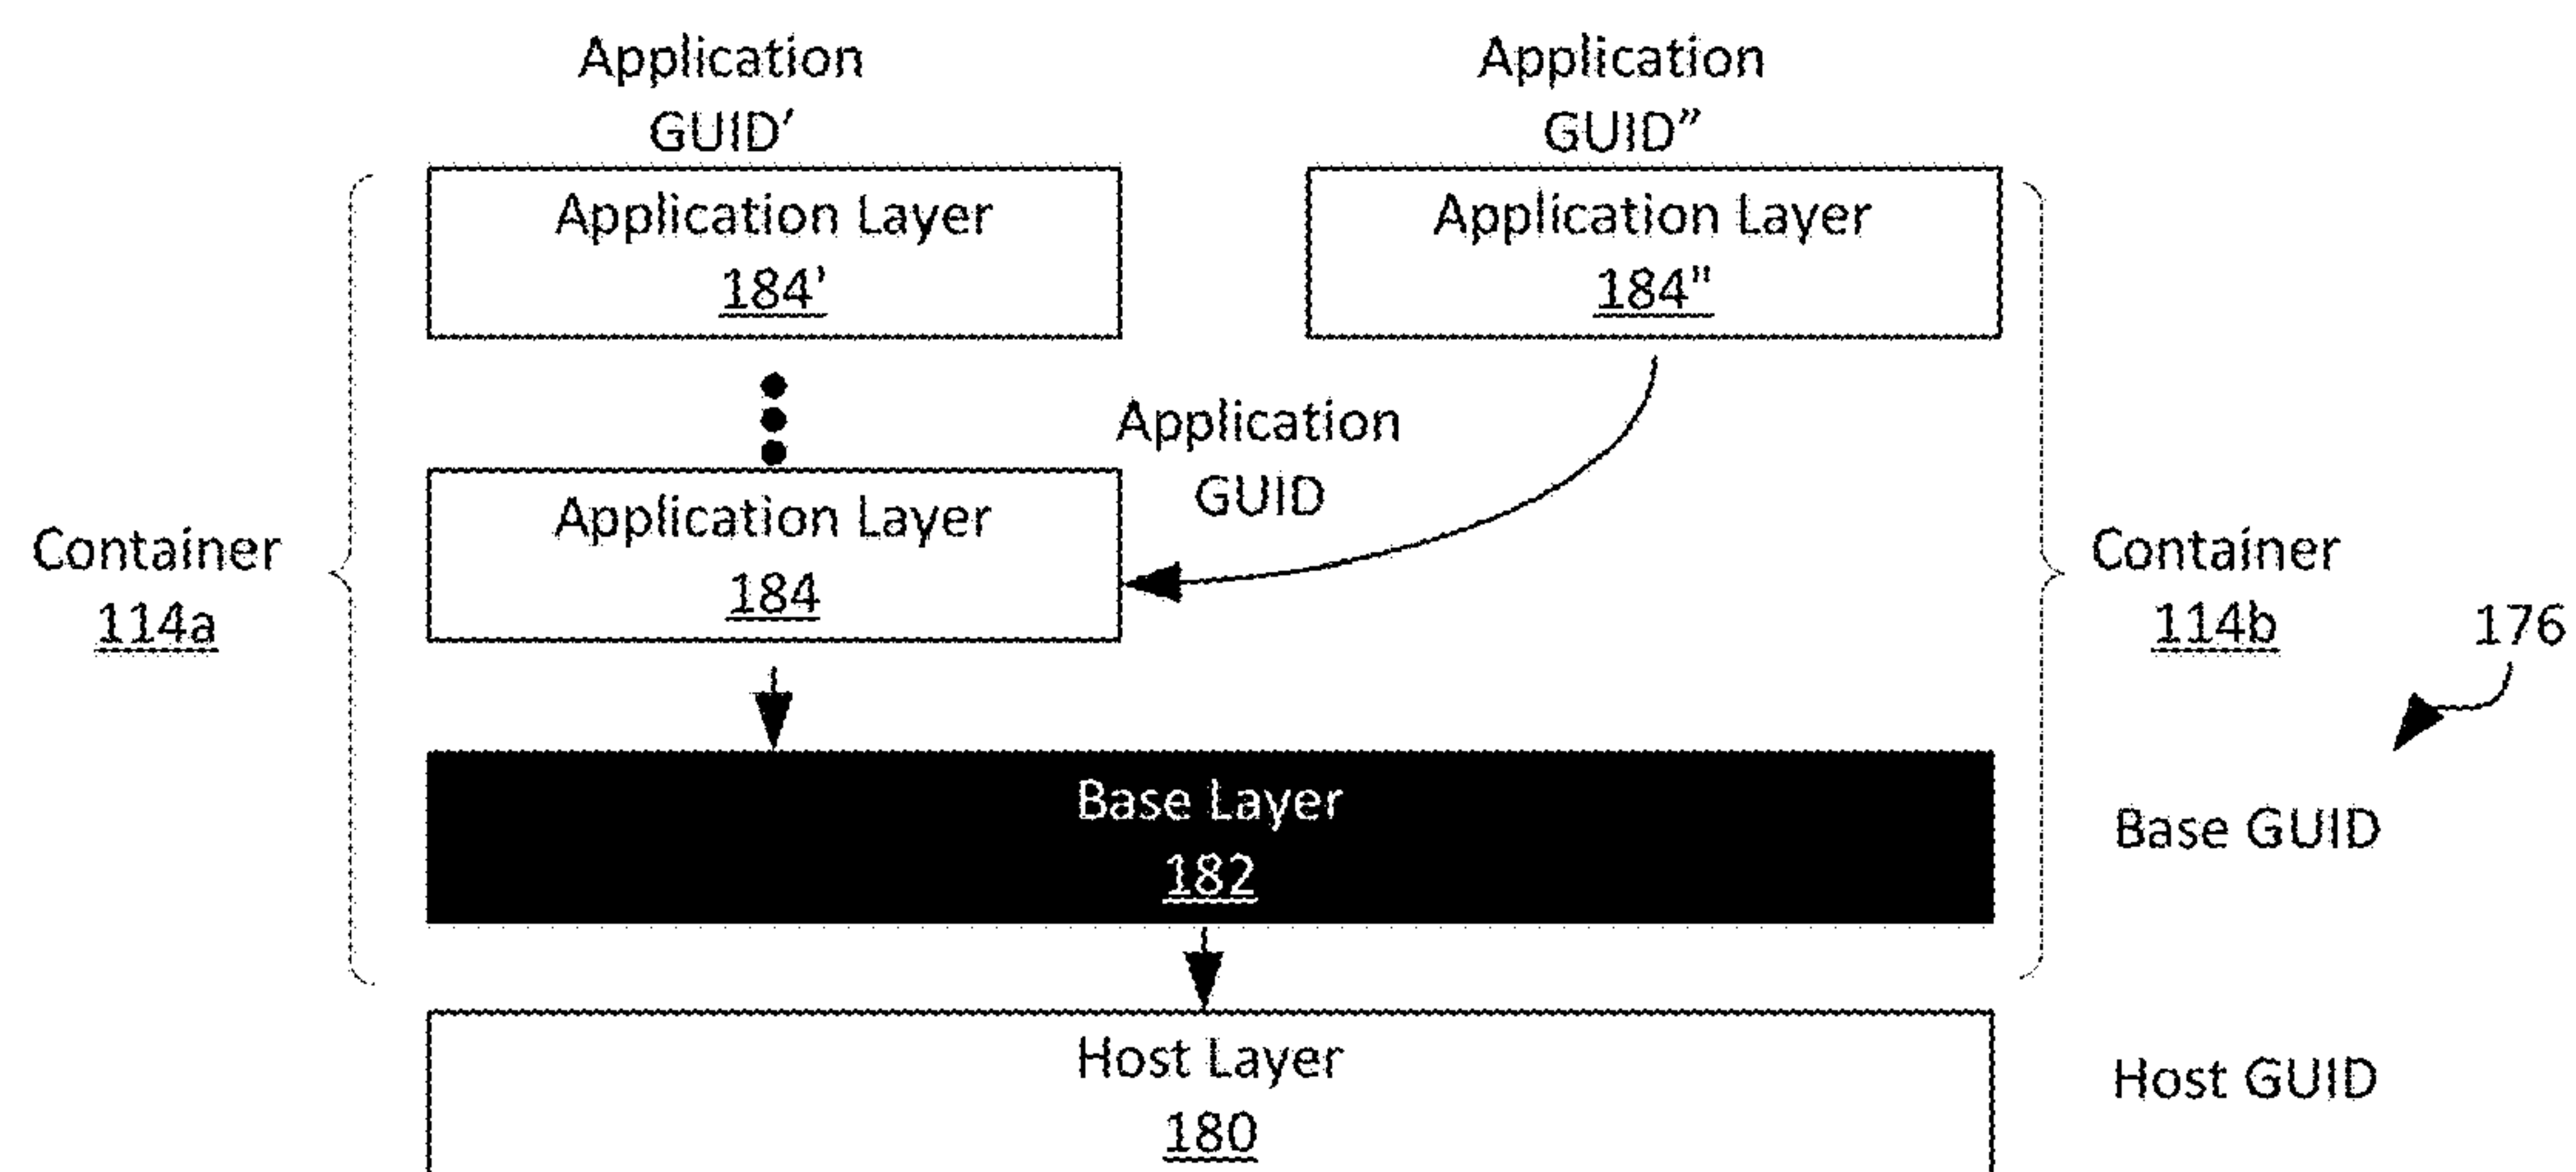 Application
GUID′
Application
GUID”
Application Layer
184'
Application Layer
184"
Application
GUID
Application Layer
184
Container
114a
Container
114b
176
Base Layer
182
Base GUID
Host Layer
180
Host GUID